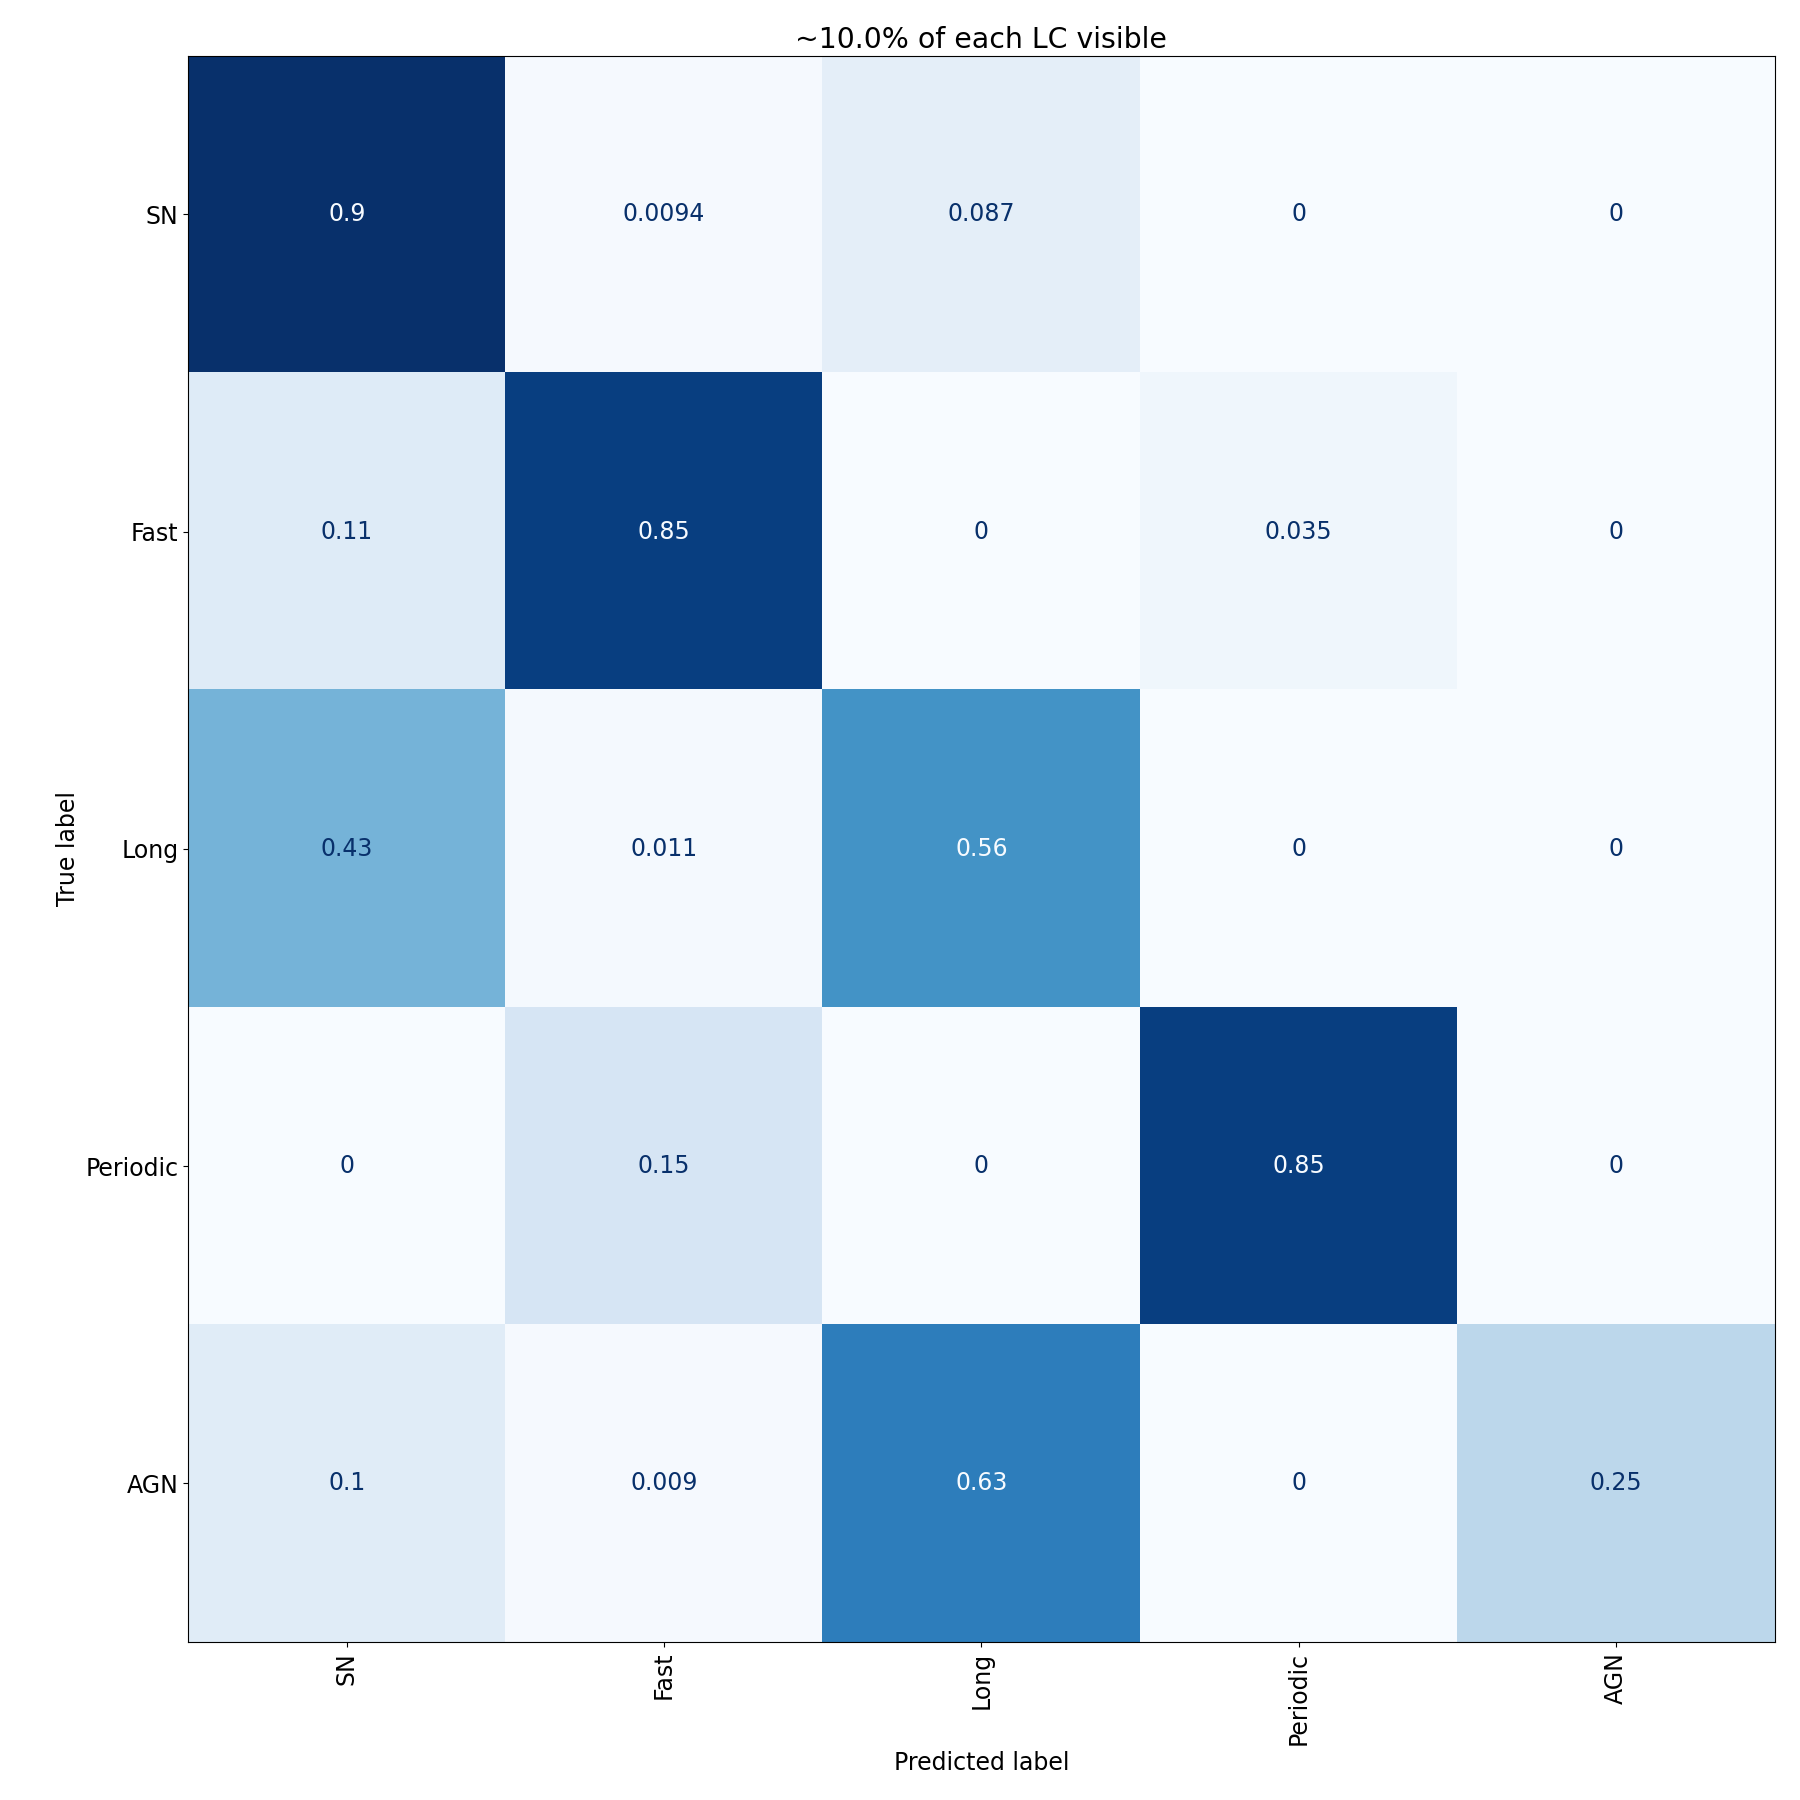 ~10.0% of each LC visible
SN 0.9 0.0094 0.087 0 0
Fast 0.11 0.85 0 0.035 0
Long 0.43 0.011 0.56 0 0
Periodic 0 0.15 0 0.85 0
AGN 0.1 0.009 0.63 0 0.25
True label
SN Fast Long Periodic AGN
Predicted label